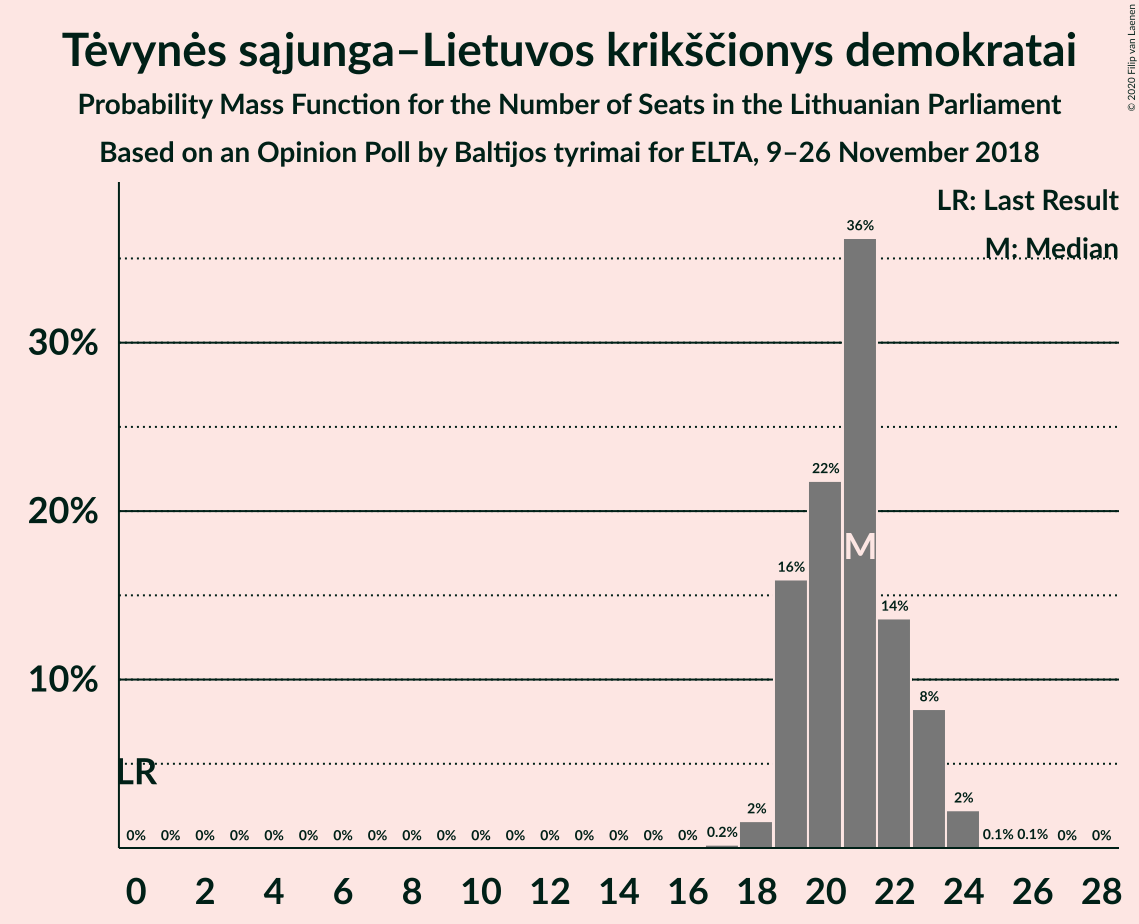 Tėvynės sąjunga–Lietuvos krikščionys demokratai
Probability Mass Function for the Number of Seats in the Lithuanian Parliament
Based on an Opinion Poll by Baltijos tyrimai for ELTA, 9–26 November 2018
© 2020 Filip van Laenen
LR: Last Result
M: Median
36%
30%
22%
20%
M
16%
14%
10%
8%
LR
2%
2%
0% 0% 0% 0% 0% 0% 0% 0% 0% 0% 0% 0% 0% 0% 0% 0% 0% 0.2% 0.1% 0.1% 0% 0%
0 2 4 6 8 10 12 14 16 18 20 22 24 26 28